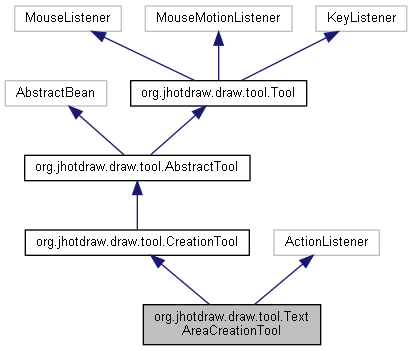 MouseListener
MouseMotionListener
KeyListener
AbstractBean
org.jhotdraw.draw.tool.Tool
org.jhotdraw.draw.tool.AbstractTool
org.jhotdraw.draw.tool.CreationTool
ActionListener
org.jhotdraw.draw.tool.Text
AreaCreationTool